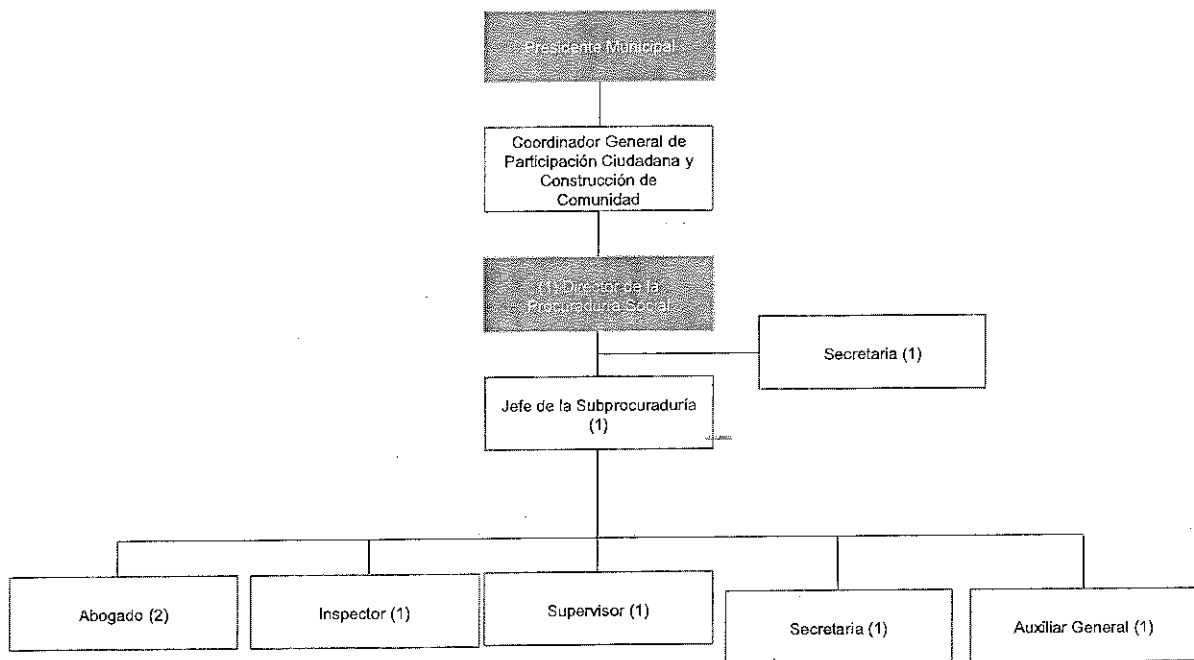 Presidente Municipal
Coordinador General de
Participación Ciudadana y
Construcción de
Comunidad
(1) Director de la
Procuraduría Social
Secretaria (1)
Jefe de la Subprocuraduría
(1)
Abogado (2)
Inspector (1)
Supervisor (1)
Secretaria (1)
Auxiliar General (1)